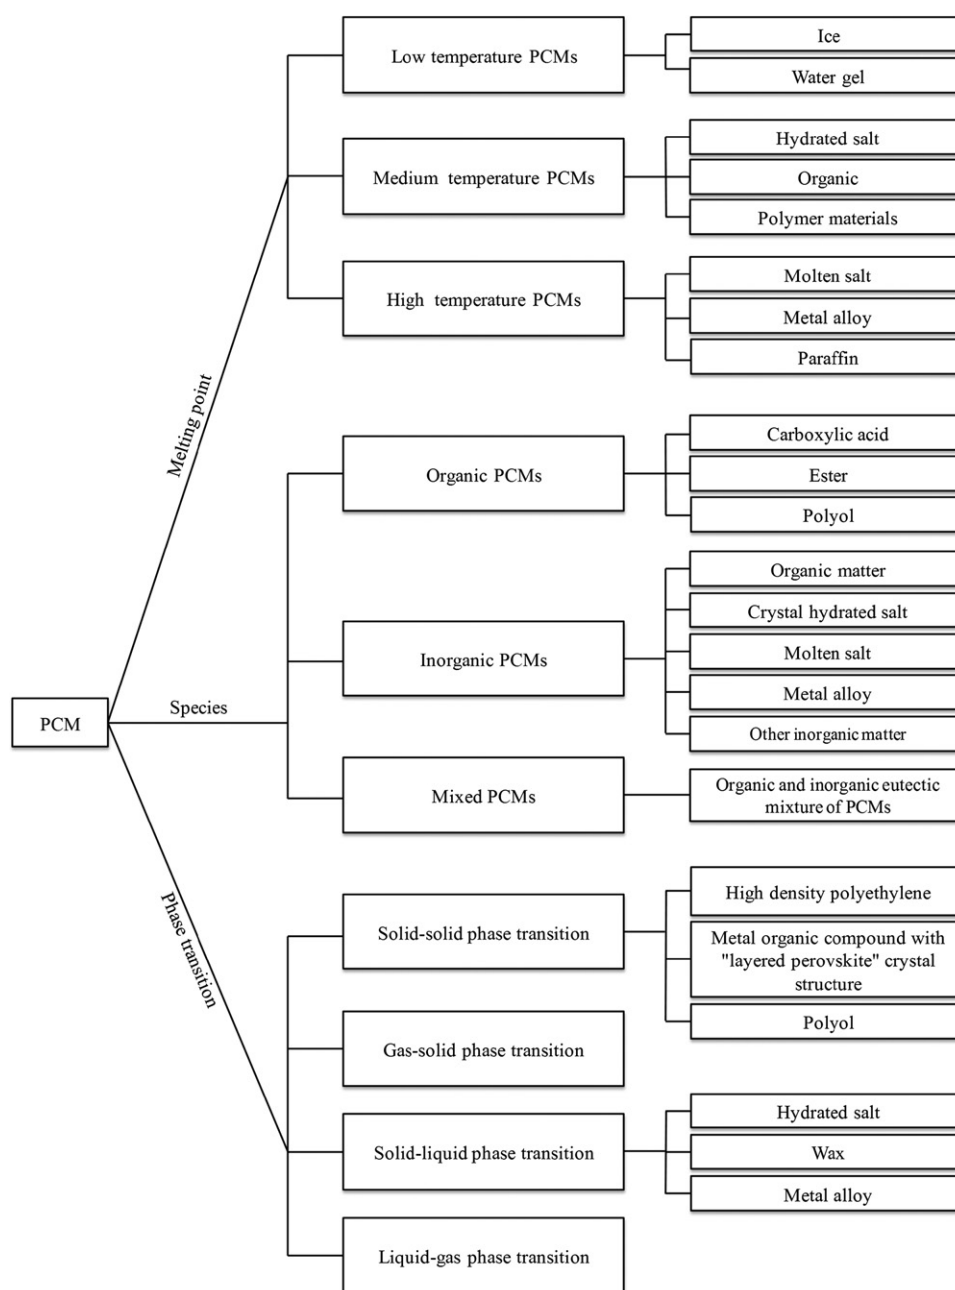 Low temperature PCMs
Ice
Water gel
Medium temperature PCMs
Hydrated salt
Organic
Polymer materials
High temperature PCMs
Molten salt
Metal alloy
Paraffin
Melting point
Organic PCMs
Carboxylic acid
Ester
Polyol
Inorganic PCMs
Organic matter
Crystal hydrated salt
Molten salt
Metal alloy
Other inorganic matter
PCM
Species
Mixed PCMs
Organic and inorganic eutectic
mixture of PCMs
Phase transition
Solid-solid phase transition
High density polyethylene
Metal organic compound with
"layered perovskite" crystal
structure
Polyol
Gas-solid phase transition
Solid-liquid phase transition
Hydrated salt
Wax
Metal alloy
Liquid-gas phase transition